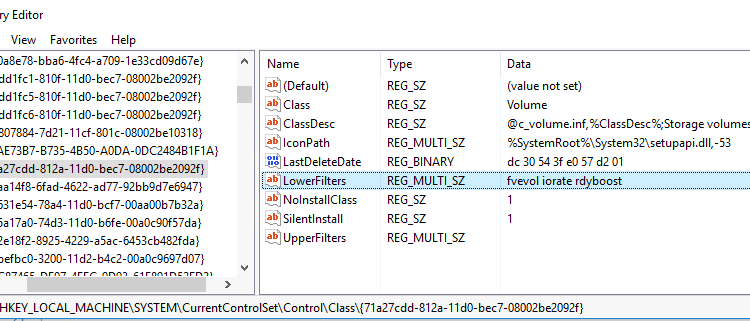 ry Editor
View Favorites Help
0a8e78-bba6-4fc4-a709-1e33cd09d67e}
dd1fc1-810f-11d0-bec7-08002be2092f}
dd1fc5-810f-11d0-bec7-08002be2092f}
dd1fc6-810f-11d0-bec7-08002be2092f}
807884-7d21-11cf-801c-08002be10318}
AE73B7-B735-4B50-A0DA-0DC2484B1F1A}
a27cdd-812a-11d0-bec7-08002be2092f}
aa14f8-6fad-4622-ad77-92bb9d7e6947}
631e54-78a4-11d0-bcf7-00aa00b7b32a}
5a17a0-74d3-11d0-b6fe-00a0c90f57da}
2e18f2-8925-4229-a5ac-6453cb482fda}
befbc0-3200-11d2-b4c2-00a0c9697d07}
Name Type Data
(Default) REG_SZ (value not set)
Class REG_SZ Volume
ClassDesc REG_SZ @c_volume.inf,%ClassDesc%;Storage volumes
IconPath REG_MULTI_SZ %SystemRoot%\System32\setupapi.dll,-53
LastDeleteDate REG_BINARY dc 30 54 3f e0 57 d2 01
LowerFilters REG_MULTI_SZ fvevol iorate rdyboost
NoInstallClass REG_SZ 1
SilentInstall REG_SZ 1
UpperFilters REG_MULTI_SZ
HKEY_LOCAL_MACHINE\SYSTEM\CurrentControlSet\Control\Class\{71a27cdd-812a-11d0-bec7-08002be2092f}